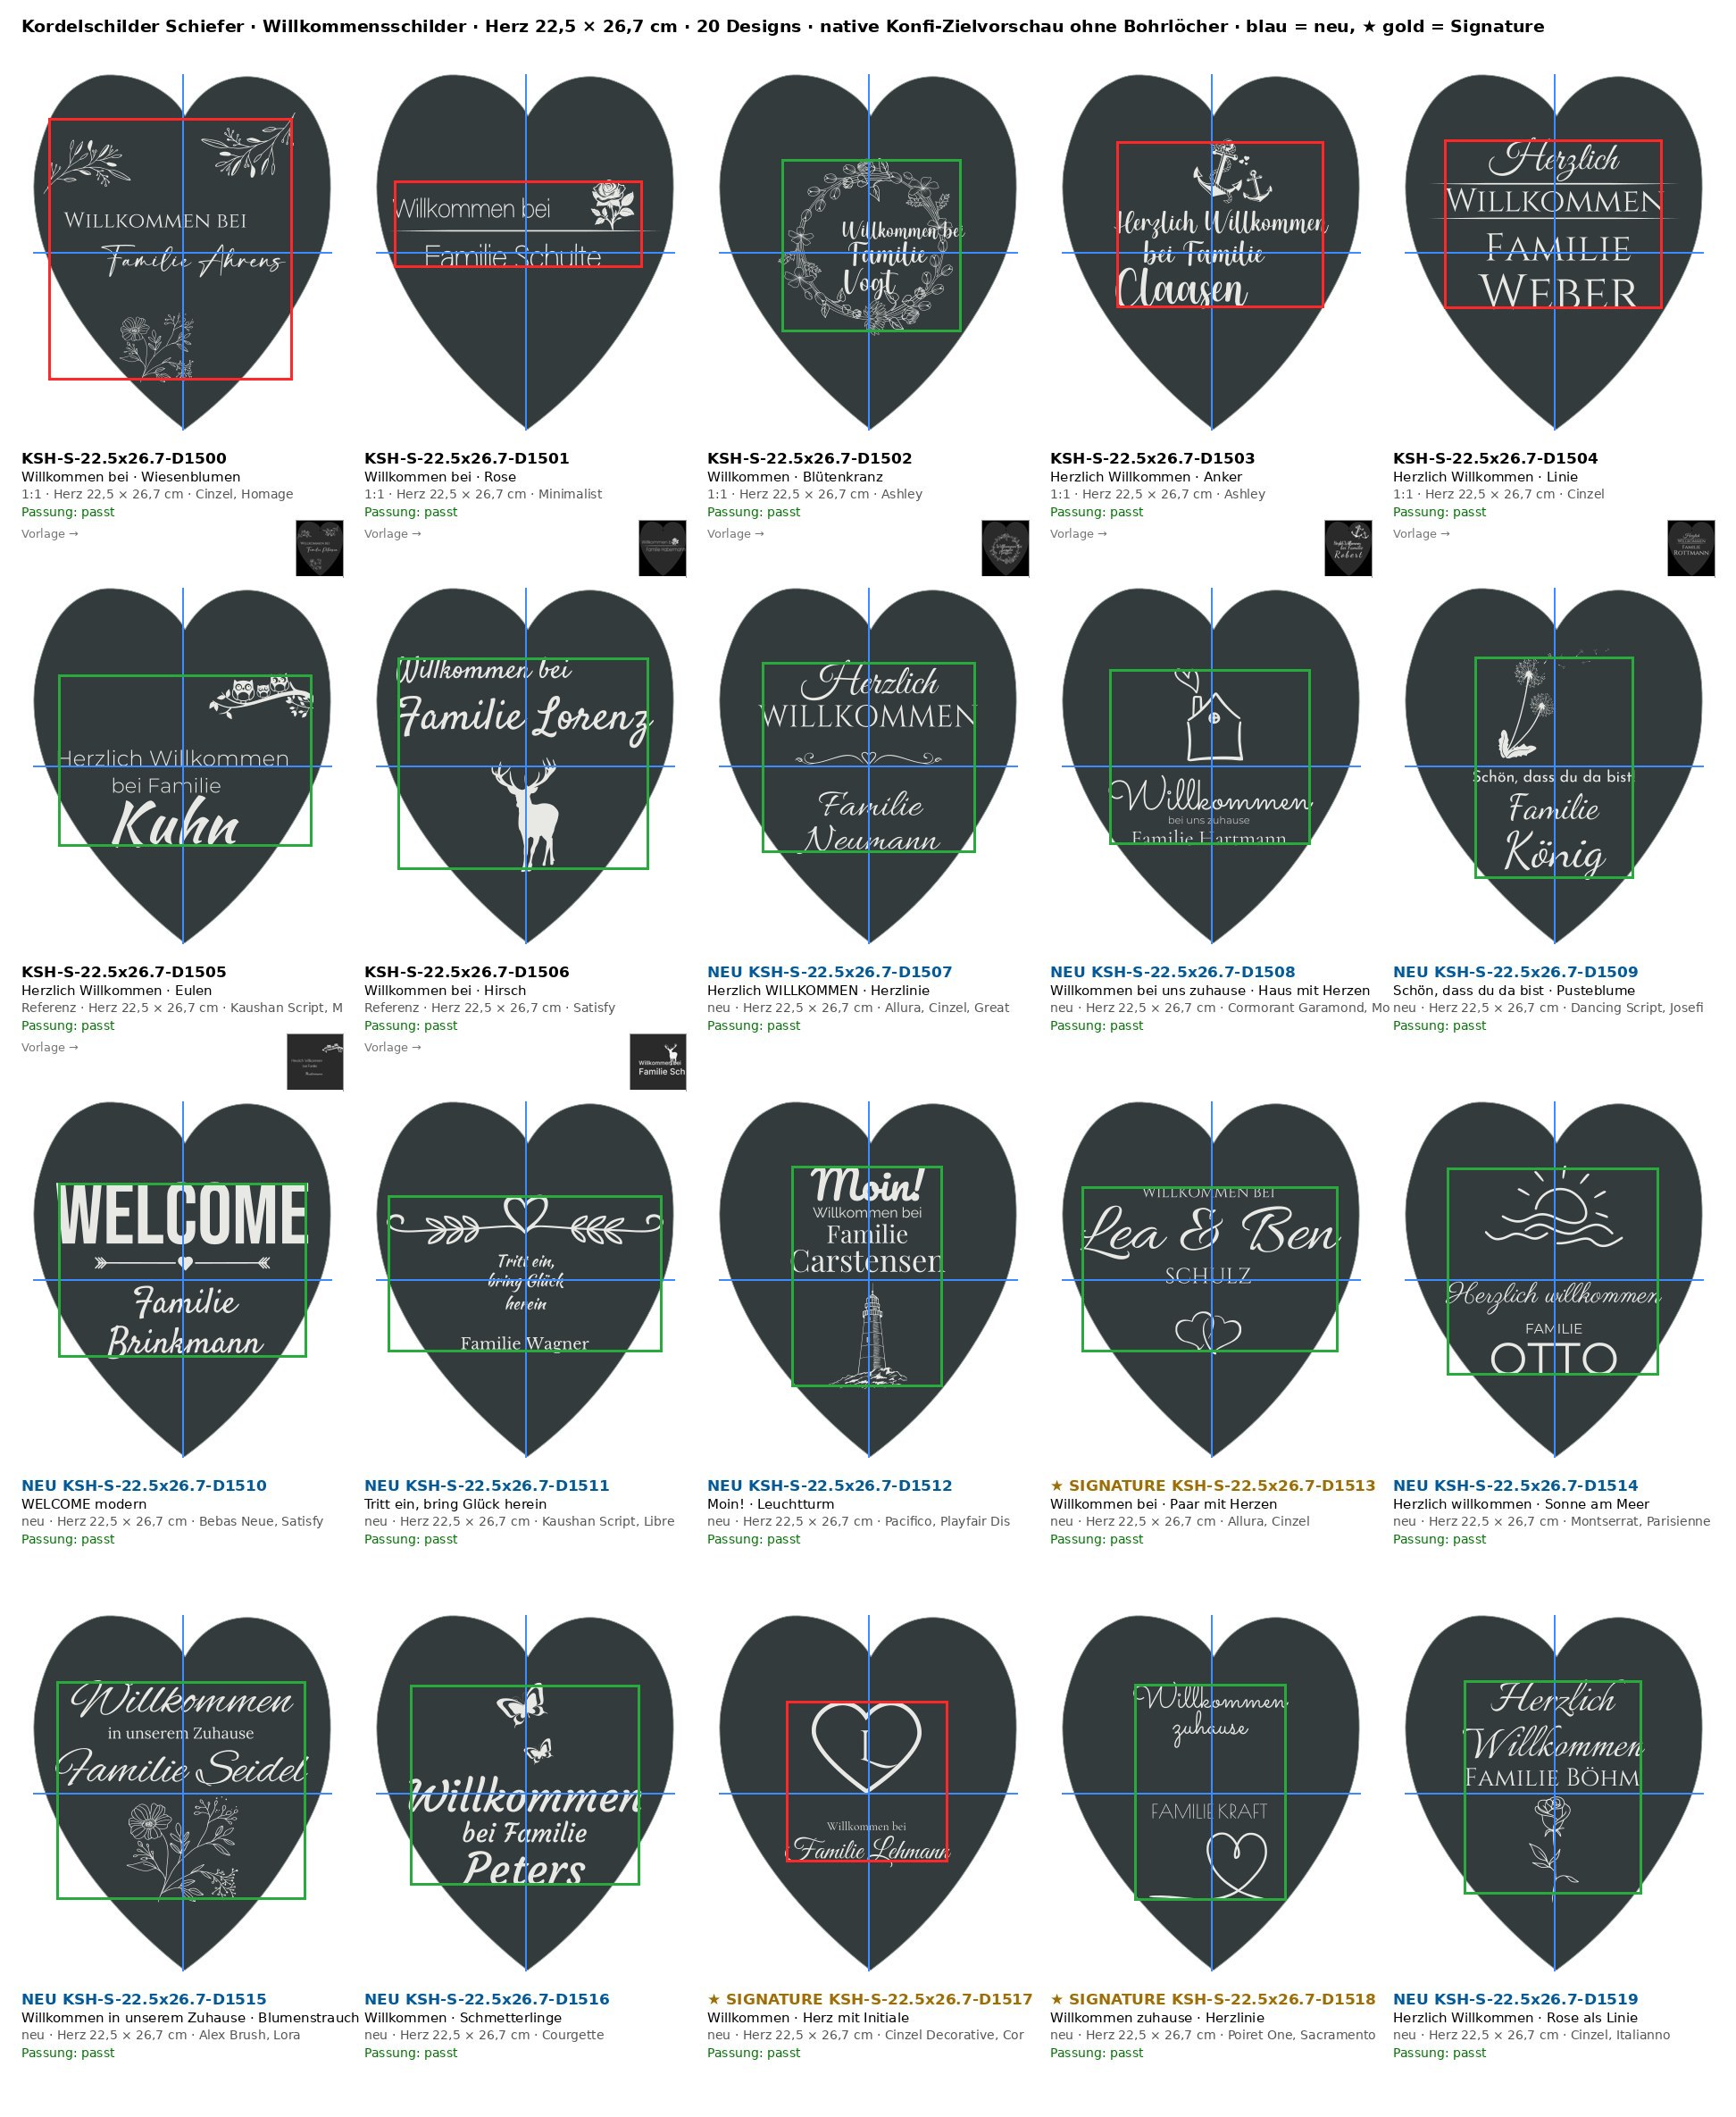 Kordelschilder Schiefer · Willkommensschilder · Herz 22,5 × 26,7 cm · 20 Designs · native Konfi-Zielvorschau ohne Bohrlöcher · blau = neu, ★ gold = Signature
WILLKOMMEN BEI
Familie Ahrens
KSH-S-22.5x26.7-D1500
Willkommen bei · Wiesenblumen
1:1 · Herz 22,5 × 26,7 cm · Cinzel, Homage
Passung: passt
Vorlage →
Willkommen bei
Familie Schulte
KSH-S-22.5x26.7-D1501
Willkommen bei · Rose
1:1 · Herz 22,5 × 26,7 cm · Minimalist
Passung: passt
Vorlage →
Willkommen bei
Familie
Vogt
KSH-S-22.5x26.7-D1502
Willkommen · Blütenkranz
1:1 · Herz 22,5 × 26,7 cm · Ashley
Passung: passt
Vorlage →
Herzlich Willkommen
bei Familie
Claasen
KSH-S-22.5x26.7-D1503
Herzlich Willkommen · Anker
1:1 · Herz 22,5 × 26,7 cm · Ashley
Passung: passt
Vorlage →
Herzlich
WILLKOMMEN
FAMILIE
WEBER
KSH-S-22.5x26.7-D1504
Herzlich Willkommen · Linie
1:1 · Herz 22,5 × 26,7 cm · Cinzel
Passung: passt
Vorlage →
Herzlich Willkommen
bei Familie
Kuhn
KSH-S-22.5x26.7-D1505
Herzlich Willkommen · Eulen
Referenz · Herz 22,5 × 26,7 cm · Kaushan Script, M
Passung: passt
Vorlage →
Willkommen bei
Familie Lorenz
KSH-S-22.5x26.7-D1506
Willkommen bei · Hirsch
Referenz · Herz 22,5 × 26,7 cm · Satisfy
Passung: passt
Vorlage →
Willkommen bei
Familie Sch
Herzlich
WILLKOMMEN
Familie
Neumann
NEU KSH-S-22.5x26.7-D1507
Herzlich WILLKOMMEN · Herzlinie
neu · Herz 22,5 × 26,7 cm · Allura, Cinzel, Great
Passung: passt
Willkommen
bei uns zuhause
Familie Hartmann
NEU KSH-S-22.5x26.7-D1508
Willkommen bei uns zuhause · Haus mit Herzen
neu · Herz 22,5 × 26,7 cm · Cormorant Garamond, Mo
Passung: passt
Schön, dass du da bist
Familie
König
NEU KSH-S-22.5x26.7-D1509
Schön, dass du da bist · Pusteblume
neu · Herz 22,5 × 26,7 cm · Dancing Script, Josefi
Passung: passt
WELCOME
Familie
Brinkmann
NEU KSH-S-22.5x26.7-D1510
WELCOME modern
neu · Herz 22,5 × 26,7 cm · Bebas Neue, Satisfy
Passung: passt
Tritt ein,
bring Glück
herein
Familie Wagner
NEU KSH-S-22.5x26.7-D1511
Tritt ein, bring Glück herein
neu · Herz 22,5 × 26,7 cm · Kaushan Script, Libre
Passung: passt
Moin!
Willkommen bei
Familie
Carstensen
NEU KSH-S-22.5x26.7-D1512
Moin! · Leuchtturm
neu · Herz 22,5 × 26,7 cm · Pacifico, Playfair Dis
Passung: passt
WILLKOMMEN BEI
Lea & Ben
SCHULZ
★ SIGNATURE KSH-S-22.5x26.7-D1513
Willkommen bei · Paar mit Herzen
neu · Herz 22,5 × 26,7 cm · Allura, Cinzel
Passung: passt
Herzlich willkommen
FAMILIE
OTTO
NEU KSH-S-22.5x26.7-D1514
Herzlich willkommen · Sonne am Meer
neu · Herz 22,5 × 26,7 cm · Montserrat, Parisienne
Passung: passt
Willkommen
in unserem Zuhause
Familie Seidel
NEU KSH-S-22.5x26.7-D1515
Willkommen in unserem Zuhause · Blumenstrauch
neu · Herz 22,5 × 26,7 cm · Alex Brush, Lora
Passung: passt
Willkommen
bei Familie
Peters
NEU KSH-S-22.5x26.7-D1516
Willkommen · Schmetterlinge
neu · Herz 22,5 × 26,7 cm · Courgette
Passung: passt
L
Willkommen bei
Familie Lehmann
★ SIGNATURE KSH-S-22.5x26.7-D1517
Willkommen · Herz mit Initiale
neu · Herz 22,5 × 26,7 cm · Cinzel Decorative, Cor
Passung: passt
Willkommen
zuhause
FAMILIE KRAFT
★ SIGNATURE KSH-S-22.5x26.7-D1518
Willkommen zuhause · Herzlinie
neu · Herz 22,5 × 26,7 cm · Poiret One, Sacramento
Passung: passt
Herzlich
Willkommen
FAMILIE BÖHM
NEU KSH-S-22.5x26.7-D1519
Herzlich Willkommen · Rose als Linie
neu · Herz 22,5 × 26,7 cm · Cinzel, Italianno
Passung: passt